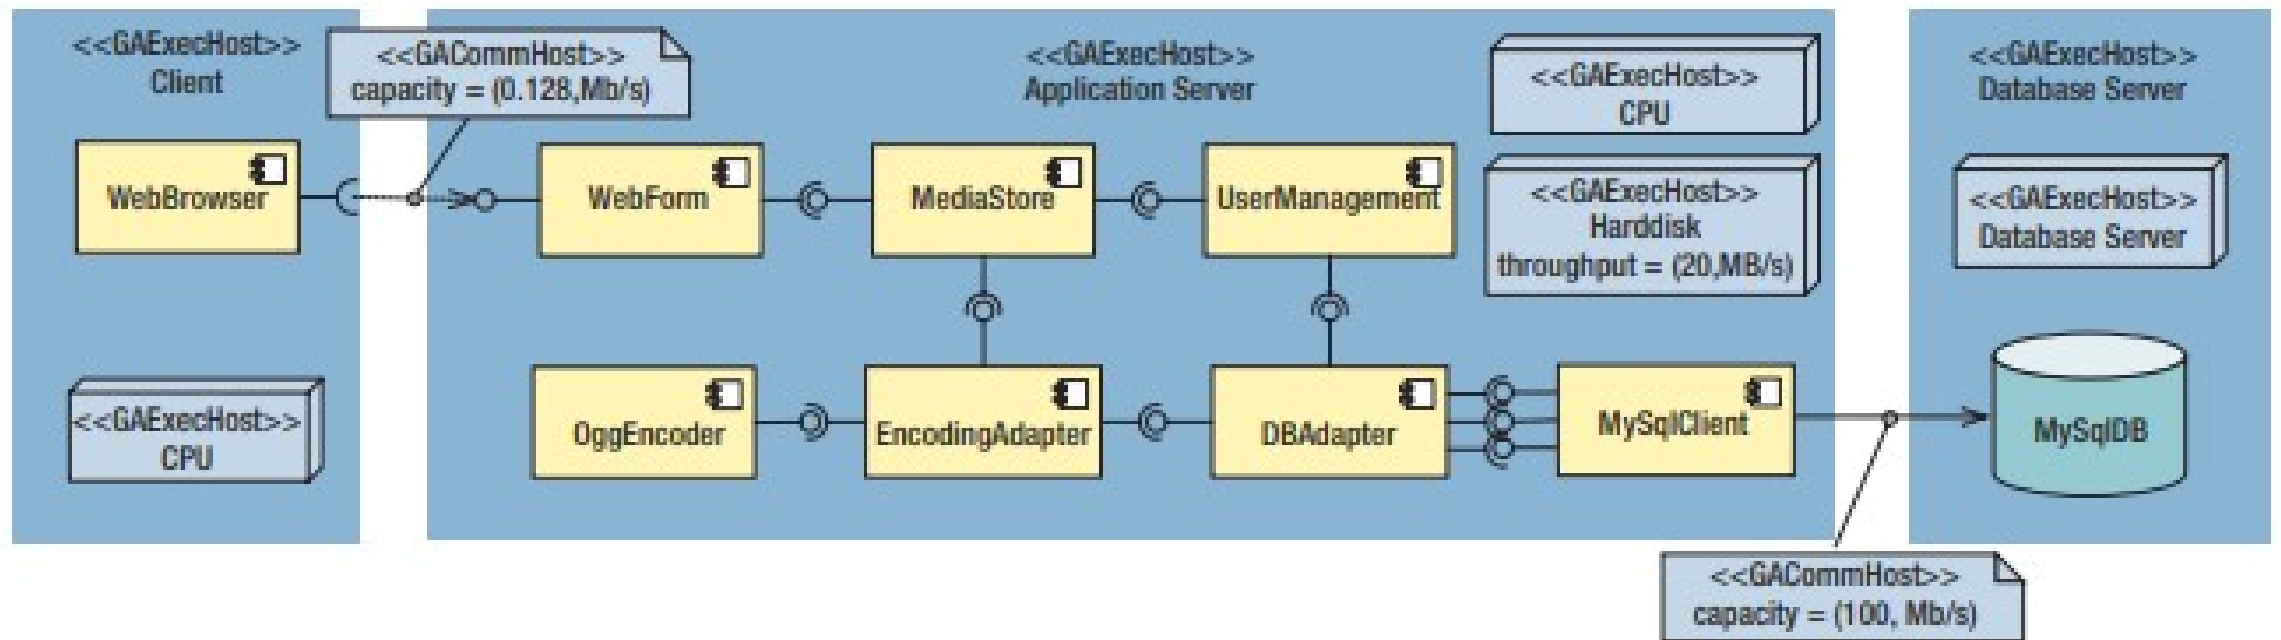 <<GAExecHost>>
Client
<<GACommHost>>
capacity = (0.128,Mb/s)
<<GAExecHost>>
Application Server
<<GAExecHost>>
CPU
<<GAExecHost>>
Database Server
WebBrowser
WebForm
MediaStore
UserManagement
<<GAExecHost>>
Harddisk
throughput = (20,MB/s)
<<GAExecHost>>
Database Server
<<GAExecHost>>
CPU
OggEncoder
EncodingAdapter
DBAdapter
MySqlClient
MySqlDB
<<GACommHost>>
capacity = (100, Mb/s)